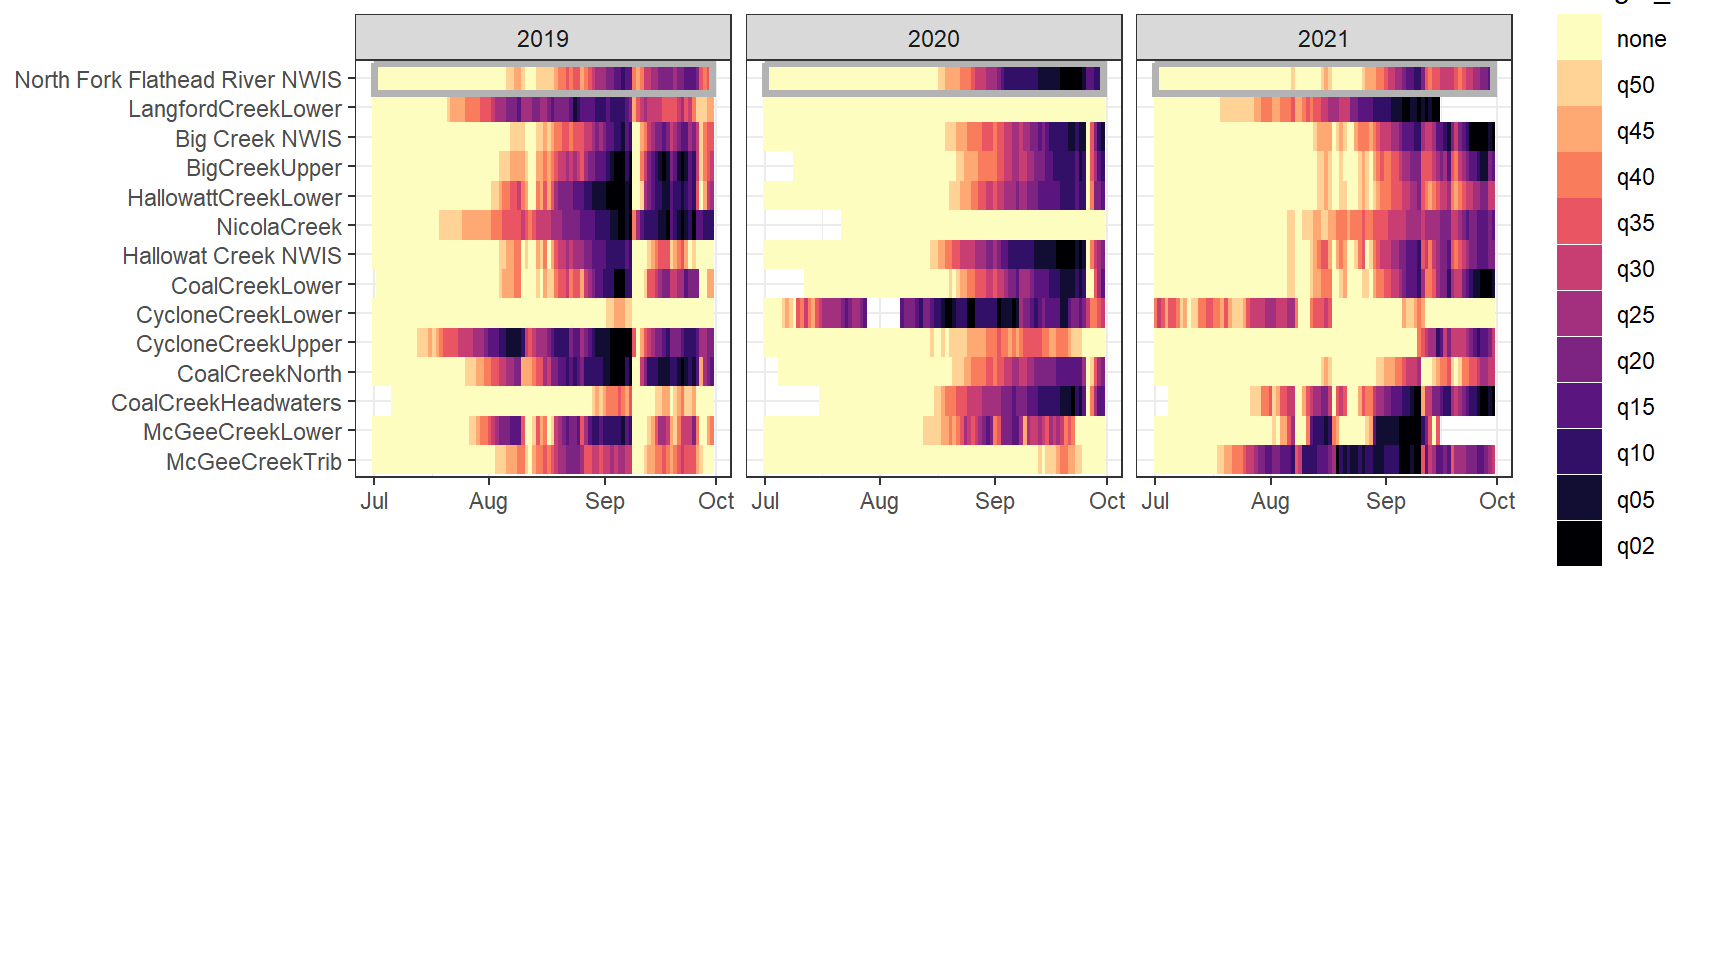 2019
2020
2021
North Fork Flathead River NWIS
LangfordCreekLower
Big Creek NWIS
BigCreekUpper
HallowattCreekLower
NicolaCreek
Hallowat Creek NWIS
CoalCreekLower
CycloneCreekLower
CycloneCreekUpper
CoalCreekNorth
CoalCreekHeadwaters
McGeeCreekLower
McGeeCreekTrib
Jul Aug Sep Oct
Jul Aug Sep Oct
Jul Aug Sep Oct
none
q50
q45
q40
q35
q30
q25
q20
q15
q10
q05
q02